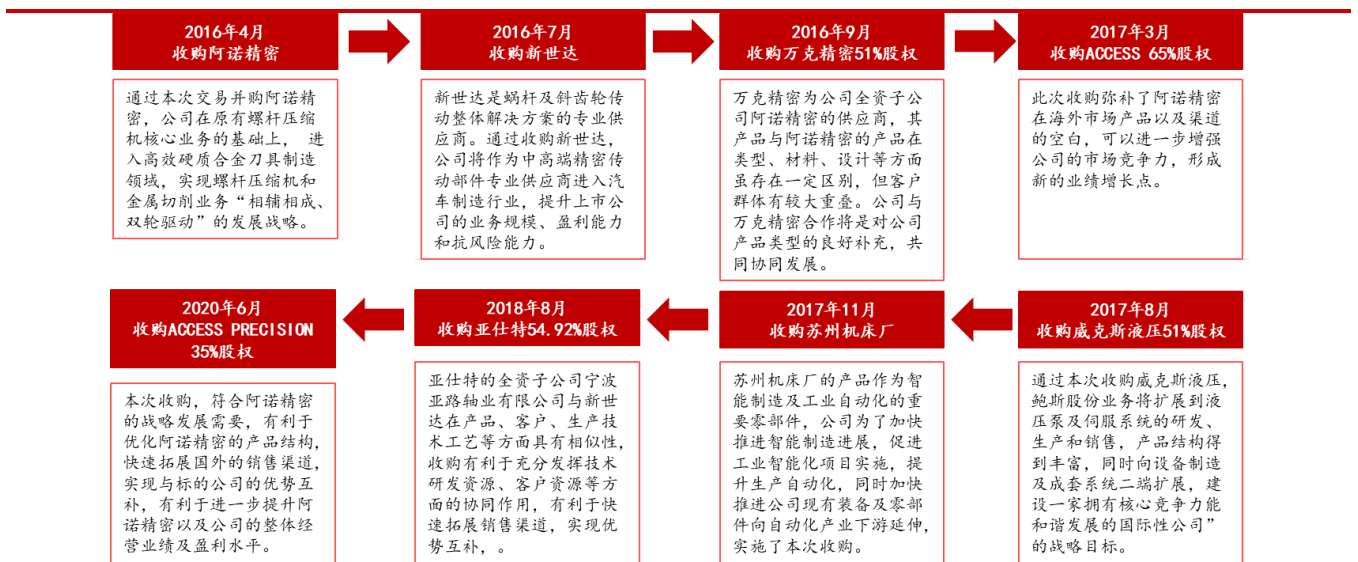 2016年4月
收购阿诺精密
通过本次交易并购阿诺精
密，公司在原有螺杆压缩
机核心业务的基础上， 进
入高效硬质合金刀具制造
领域，实现螺杆压缩机和
金属切削业务“相辅相成、
双轮驱动”的发展战略。
2016年7月
收购新世达
新世达是蜗杆及斜齿轮传
动整体解决方案的专业供
应商。通过收购新世达，
公司将作为中高端精密传
动部件专业供应商进入汽
车制造行业，提升上市公
司的业务规模、盈利能力
和抗风险能力。
2016年9月
收购万克精密51%股权
万克精密为公司全资子公
司阿诺精密的供应商，其
产品与阿诺精密的产品在
类型、材料、设计等方面
虽存在一定区别，但客户
群体有较大重叠。公司与
万克精密合作将是对公司
产品类型的良好补充，共
同协同发展。
2017年3月
收购ACCESS 65%股权
此次收购弥补了阿诺精密
在海外市场产品以及渠道
的空白，可以进一步增强
公司的市场竞争力，形成
新的业绩增长点。
2017年8月
收购威克斯液压51%股权
通过本次收购威克斯液压，
鲍斯股份业务将扩展到液
压泵及伺服系统的研发、
生产和销售，产品结构得
到丰富，同时向设备制造
及成套系统二端扩展，建
设一家拥有核心竞争力能
和谐发展的国际性公司”
的战略目标。
2017年11月
收购苏州机床厂
苏州机床厂的产品作为智
能制造及工业自动化的重
要零部件，公司为了加快
推进智能制造进展，促进
工业智能化项目实施，提
升生产自动化，同时加快
推进公司现有装备及零部
件向自动化产业下游延伸，
实施了本次收购。
2018年8月
收购亚仕特54.92%股权
亚仕特的全资子公司宁波
亚路轴业有限公司与新世
达在产品、客户、生产技
术工艺等方面具有相似性，
收购有利于充分发挥技术
研发资源、客户资源等方
面的协同作用，有利于快
速拓展销售渠道，实现优
势互补，。
2020年6月
收购ACCESS PRECISION
35%股权
本次收购，符合阿诺精密
的战略发展需要，有利于
优化阿诺精密的产品结构，
快速拓展国外的销售渠道，
实现与标的公司的优势互
补，有利于进一步提升阿
诺精密以及公司的整体经
营业绩及盈利水平。